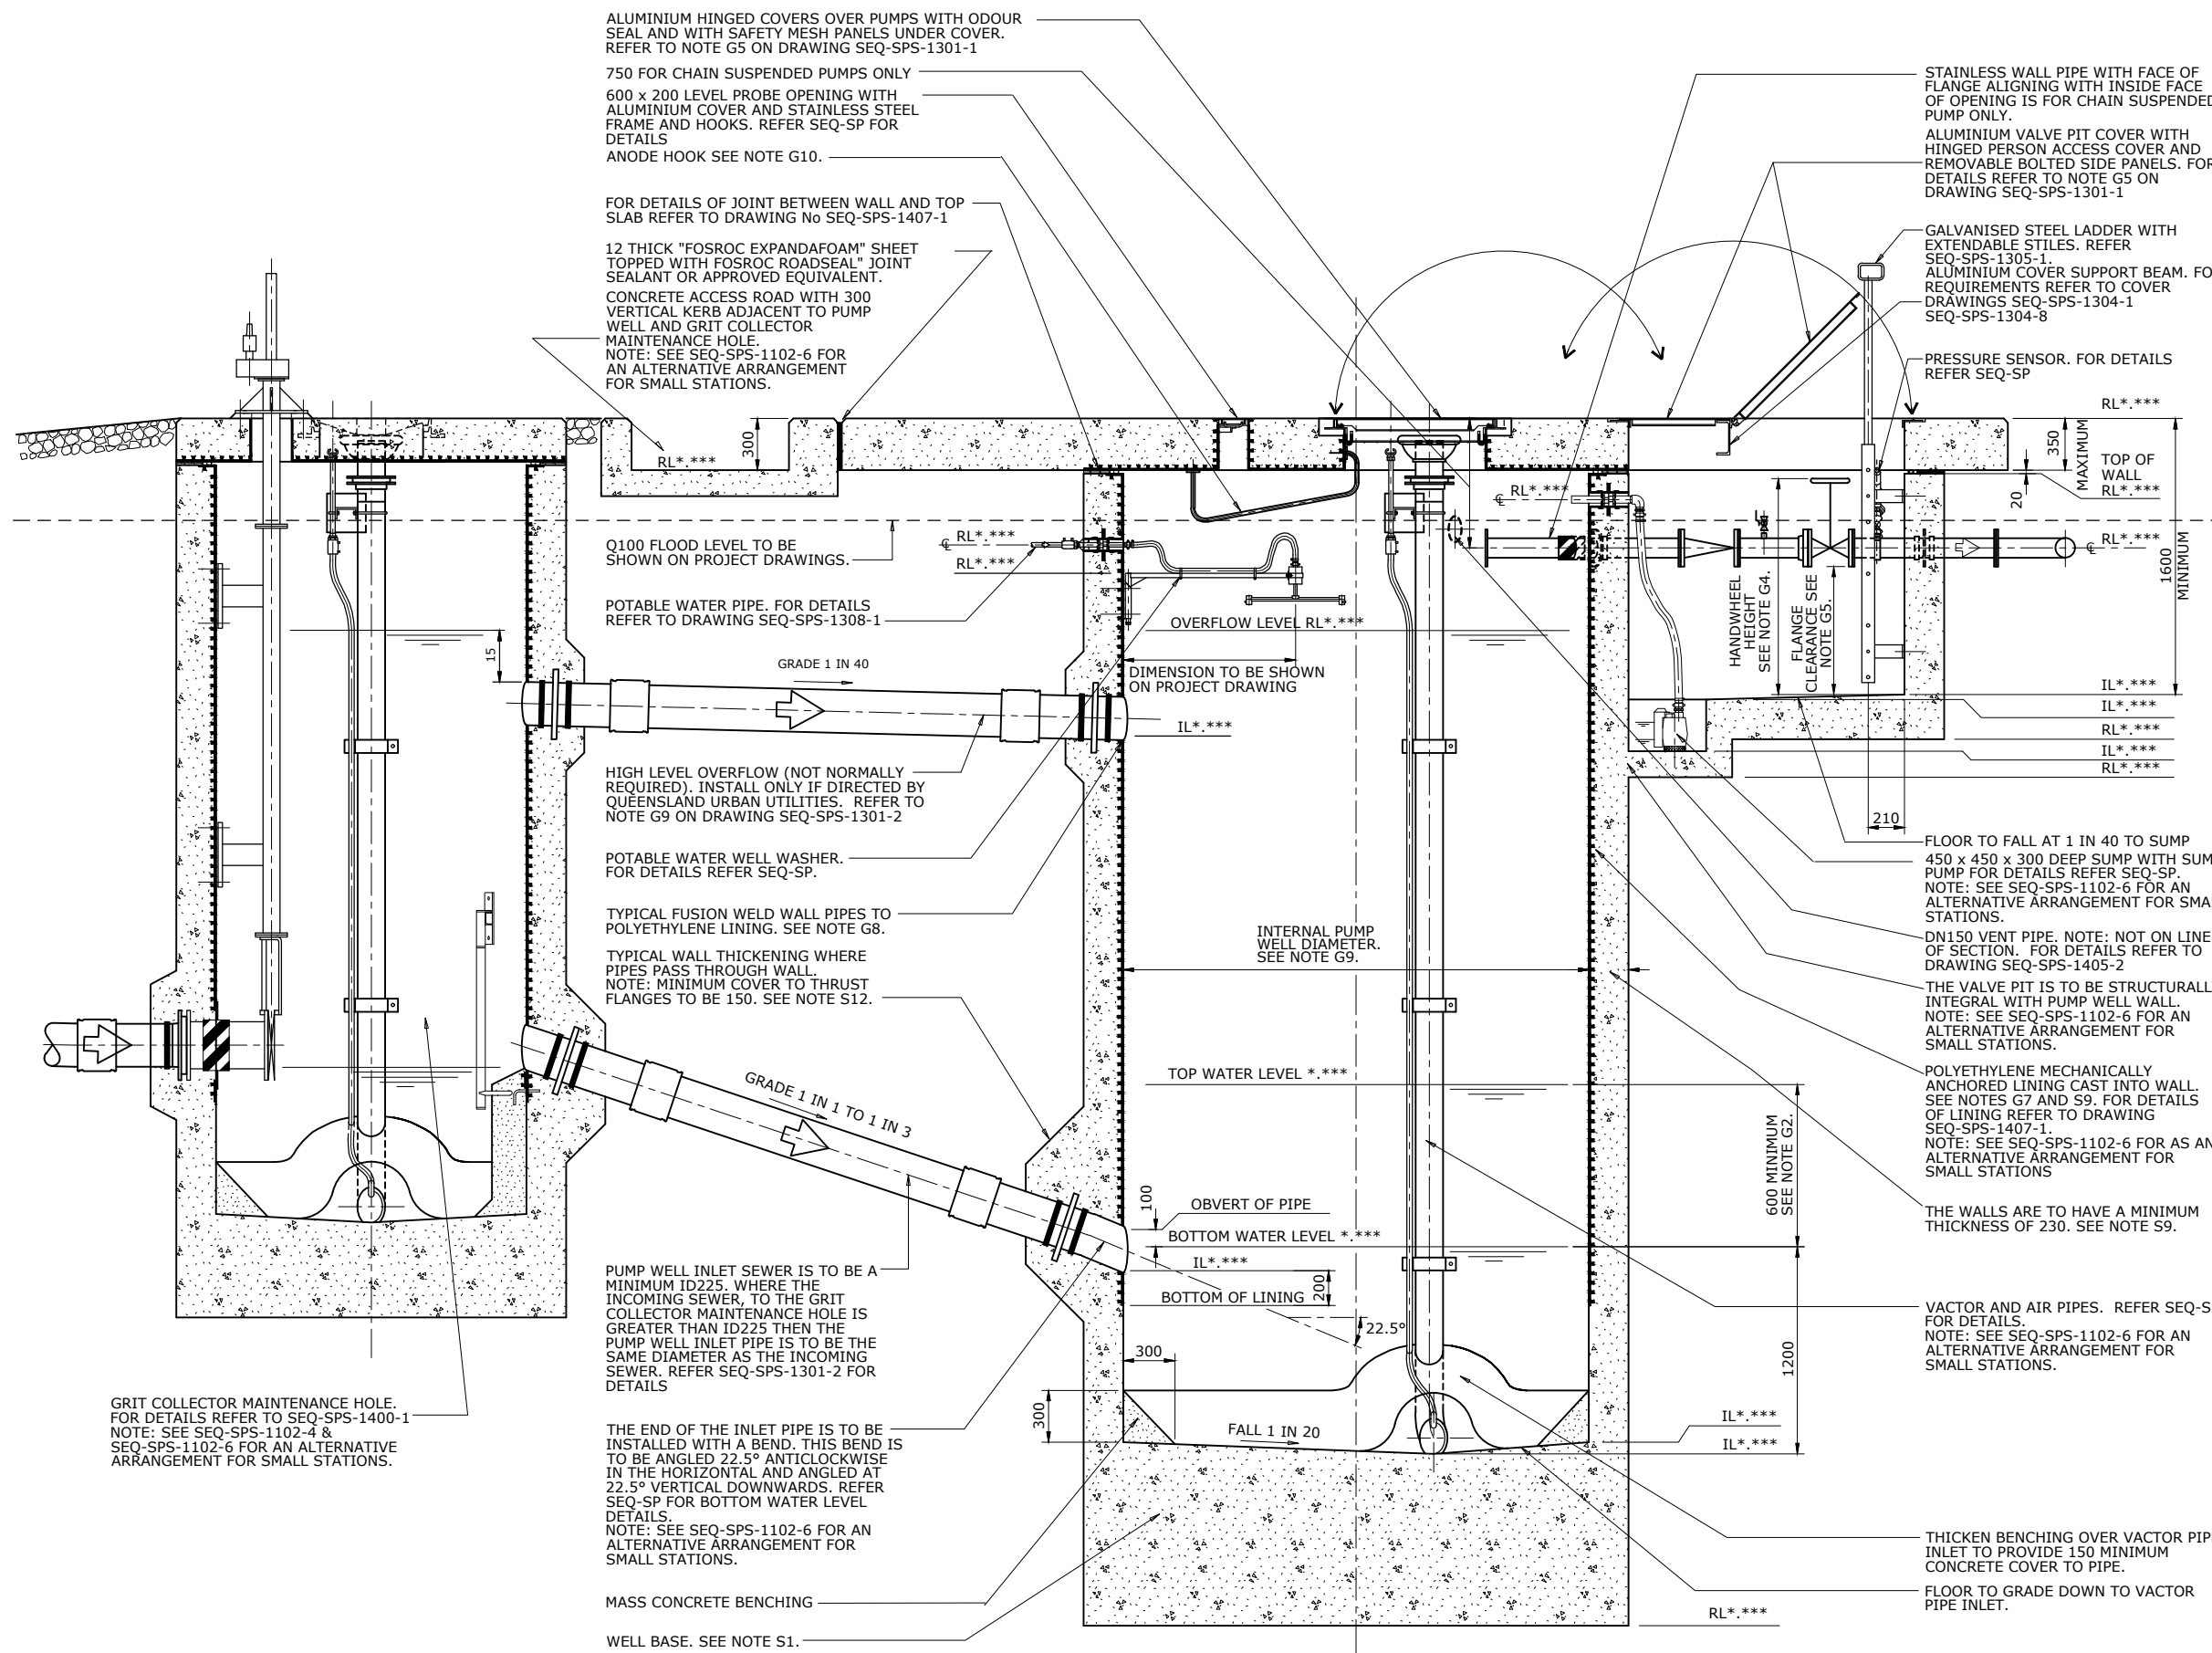 ALUMINIUM HINGED COVERS OVER PUMPS WITH ODOUR
SEAL AND WITH SAFETY MESH PANELS UNDER COVER.
REFER TO NOTE G5 ON DRAWING SEQ-SPS-1301-1
750 FOR CHAIN SUSPENDED PUMPS ONLY
600 x 200 LEVEL PROBE OPENING WITH
ALUMINIUM COVER AND STAINLESS STEEL
FRAME AND HOOKS. REFER SEQ-SP FOR
DETAILS
ANODE HOOK SEE NOTE G10.
FOR DETAILS OF JOINT BETWEEN WALL AND TOP
SLAB REFER TO DRAWING No SEQ-SPS-1407-1
12 THICK "FOSROC EXPANDAFOAM" SHEET
TOPPED WITH FOSROC ROADSEAL" JOINT
SEALANT OR APPROVED EQUIVALENT.
CONCRETE ACCESS ROAD WITH 300
VERTICAL KERB ADJACENT TO PUMP
WELL AND GRIT COLLECTOR
MAINTENANCE HOLE.
NOTE: SEE SEQ-SPS-1102-6 FOR
AN ALTERNATIVE ARRANGEMENT
FOR SMALL STATIONS.
RL*.***
300
Q100 FLOOD LEVEL TO BE
SHOWN ON PROJECT DRAWINGS.
POTABLE WATER PIPE. FOR DETAILS
REFER TO DRAWING SEQ-SPS-1308-1
15
GRADE 1 IN 40
HIGH LEVEL OVERFLOW (NOT NORMALLY
REQUIRED). INSTALL ONLY IF DIRECTED BY
QUEENSLAND URBAN UTILITIES. REFER TO
NOTE G9 ON DRAWING SEQ-SPS-1301-2
POTABLE WATER WELL WASHER.
FOR DETAILS REFER SEQ-SP.
TYPICAL FUSION WELD WALL PIPES TO
POLYETHYLENE LINING. SEE NOTE G8.
TYPICAL WALL THICKENING WHERE
PIPES PASS THROUGH WALL.
NOTE: MINIMUM COVER TO THRUST
FLANGES TO BE 150. SEE NOTE S12.
GRADE 1 IN 1 TO 1 IN 3
PUMP WELL INLET SEWER IS TO BE A
MINIMUM ID225. WHERE THE
INCOMING SEWER, TO THE GRIT
COLLECTOR MAINTENANCE HOLE IS
GREATER THAN ID225 THEN THE
PUMP WELL INLET PIPE IS TO BE THE
SAME DIAMETER AS THE INCOMING
SEWER. REFER SEQ-SPS-1301-2 FOR
DETAILS
GRIT COLLECTOR MAINTENANCE HOLE.
FOR DETAILS REFER TO SEQ-SPS-1400-1
NOTE: SEE SEQ-SPS-1102-4 &
SEQ-SPS-1102-6 FOR AN ALTERNATIVE
ARRANGEMENT FOR SMALL STATIONS.
THE END OF THE INLET PIPE IS TO BE
INSTALLED WITH A BEND. THIS BEND IS
TO BE ANGLED 22.5° ANTICLOCKWISE
IN THE HORIZONTAL AND ANGLED AT
22.5° VERTICAL DOWNWARDS. REFER
SEQ-SP FOR BOTTOM WATER LEVEL
DETAILS.
NOTE: SEE SEQ-SPS-1102-6 FOR AN
ALTERNATIVE ARRANGEMENT FOR
SMALL STATIONS.
MASS CONCRETE BENCHING
WELL BASE. SEE NOTE S1.
℄ RL*.***
RL*.***
℄ RL*.***
OVERFLOW LEVEL RL*.***
DIMENSION TO BE SHOWN
ON PROJECT DRAWING
IL*.***
INTERNAL PUMP
WELL DIAMETER.
SEE NOTE G9.
TOP WATER LEVEL *.***
100
OBVERT OF PIPE
BOTTOM WATER LEVEL *.***
IL*.***
200
BOTTOM OF LINING
22.5°
300
300
FALL 1 IN 20
HANDWHEEL
HEIGHT
SEE NOTE G4.
FLANGE
CLEARANCE SEE
NOTE G5.
600 MINIMUM
SEE NOTE G2.
1200
IL*.***
IL*.***
RL*.***
STAINLESS WALL PIPE WITH FACE OF
FLANGE ALIGNING WITH INSIDE FACE
OF OPENING IS FOR CHAIN SUSPENDED
PUMP ONLY.
ALUMINIUM VALVE PIT COVER WITH
HINGED PERSON ACCESS COVER AND
REMOVABLE BOLTED SIDE PANELS. FOR
DETAILS REFER TO NOTE G5 ON
DRAWING SEQ-SPS-1301-1
GALVANISED STEEL LADDER WITH
EXTENDABLE STILES. REFER
SEQ-SPS-1305-1.
ALUMINIUM COVER SUPPORT BEAM. FO
REQUIREMENTS REFER TO COVER
DRAWINGS SEQ-SPS-1304-1
SEQ-SPS-1304-8
PRESSURE SENSOR. FOR DETAILS
REFER SEQ-SP
RL*.***
350
MAXIMUM
TOP OF
WALL
RL*.***
20
℄ RL*.***
1600
MINIMUM
IL*.***
IL*.***
RL*.***
IL*.***
RL*.***
210
FLOOR TO FALL AT 1 IN 40 TO SUMP
450 x 450 x 300 DEEP SUMP WITH SUM
PUMP FOR DETAILS REFER SEQ-SP.
NOTE: SEE SEQ-SPS-1102-6 FOR AN
ALTERNATIVE ARRANGEMENT FOR SMA
STATIONS.
DN150 VENT PIPE. NOTE: NOT ON LINE
OF SECTION. FOR DETAILS REFER TO
DRAWING SEQ-SPS-1405-2
THE VALVE PIT IS TO BE STRUCTURALL
INTEGRAL WITH PUMP WELL WALL.
NOTE: SEE SEQ-SPS-1102-6 FOR AN
ALTERNATIVE ARRANGEMENT FOR
SMALL STATIONS.
POLYETHYLENE MECHANICALLY
ANCHORED LINING CAST INTO WALL.
SEE NOTES G7 AND S9. FOR DETAILS
OF LINING REFER TO DRAWING
SEQ-SPS-1407-1.
NOTE: SEE SEQ-SPS-1102-6 FOR AS AN
ALTERNATIVE ARRANGEMENT FOR
SMALL STATIONS
THE WALLS ARE TO HAVE A MINIMUM
THICKNESS OF 230. SEE NOTE S9.
VACTOR AND AIR PIPES. REFER SEQ-S
FOR DETAILS.
NOTE: SEE SEQ-SPS-1102-6 FOR AN
ALTERNATIVE ARRANGEMENT FOR
SMALL STATIONS.
THICKEN BENCHING OVER VACTOR PIP
INLET TO PROVIDE 150 MINIMUM
CONCRETE COVER TO PIPE.
FLOOR TO GRADE DOWN TO VACTOR
PIPE INLET.